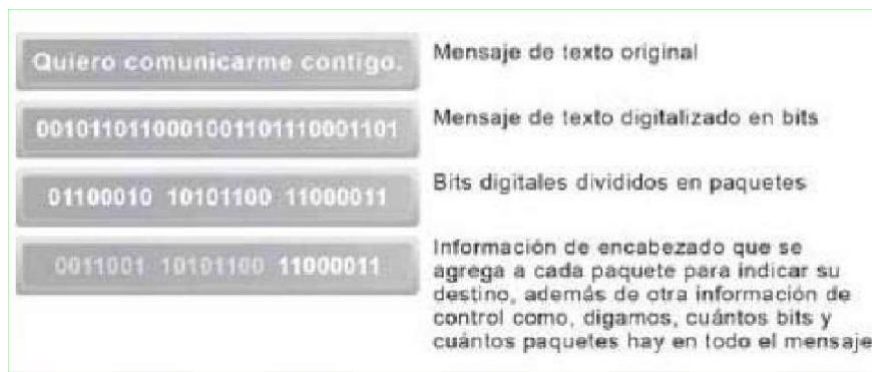 Quiero comunicarme contigo.
Mensaje de texto original
0010110110001001101110001101
Mensaje de texto digitalizado en bits
01100010 10101100 11000011
Bits digitales divididos en paquetes
0011001 10101100 11000011
Información de encabezado que se
agrega a cada paquete para indicar su
destino, además de otra información de
control como, digamos, cuántos bits y
cuántos paquetes hay en todo el mensaje